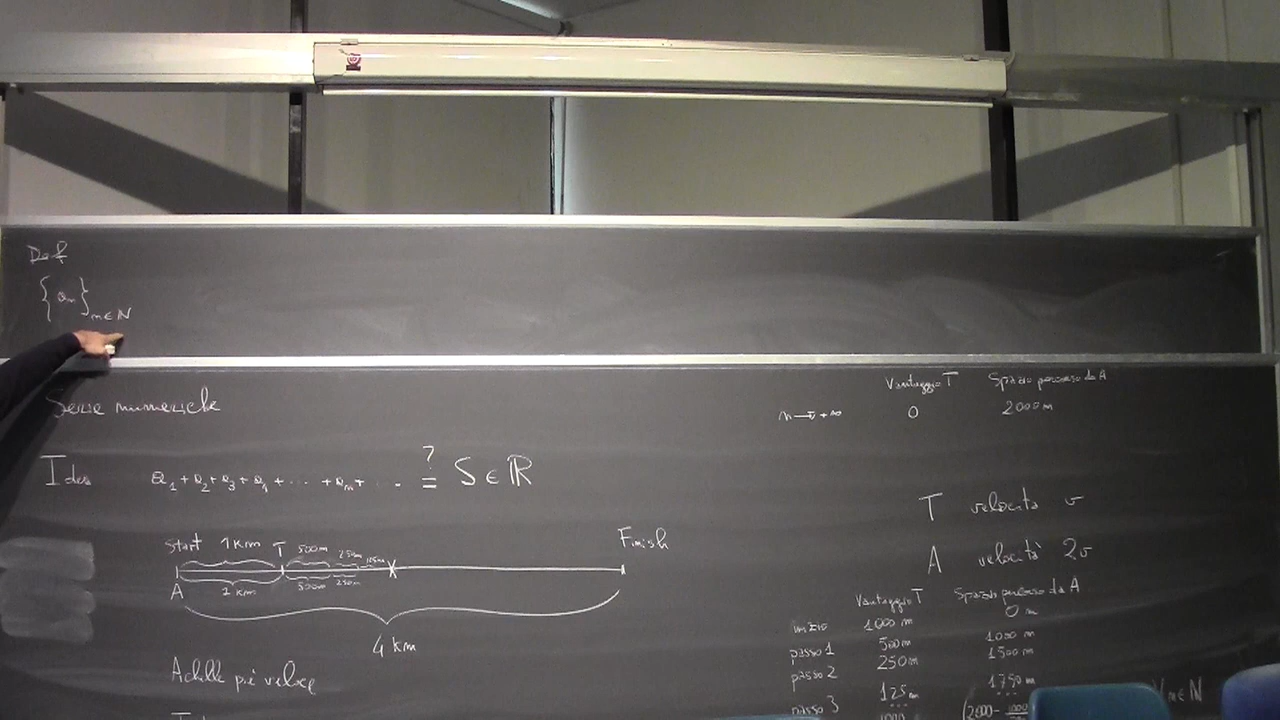 Def
{an}n∈N
Serie numeriche
Idea a1 + a2 + a3 + a4 + ... + an + ... =? S ∈ ℝ
Start 1 km T 500m 250m 125m Finish
A 1 km 500m 250m
4 km
Achille più veloce
Vantaggio T Spazio percorso da A
n→+∞ 0 2000 m
T velocità v
A velocità 2v
Vantaggio T Spazio percorso da A
inizio 1000 m 0 m
passo 1 500 m 1000 m
passo 2 250 m 1500 m
passo 3 125 m 1750 m
...
∀n∈N